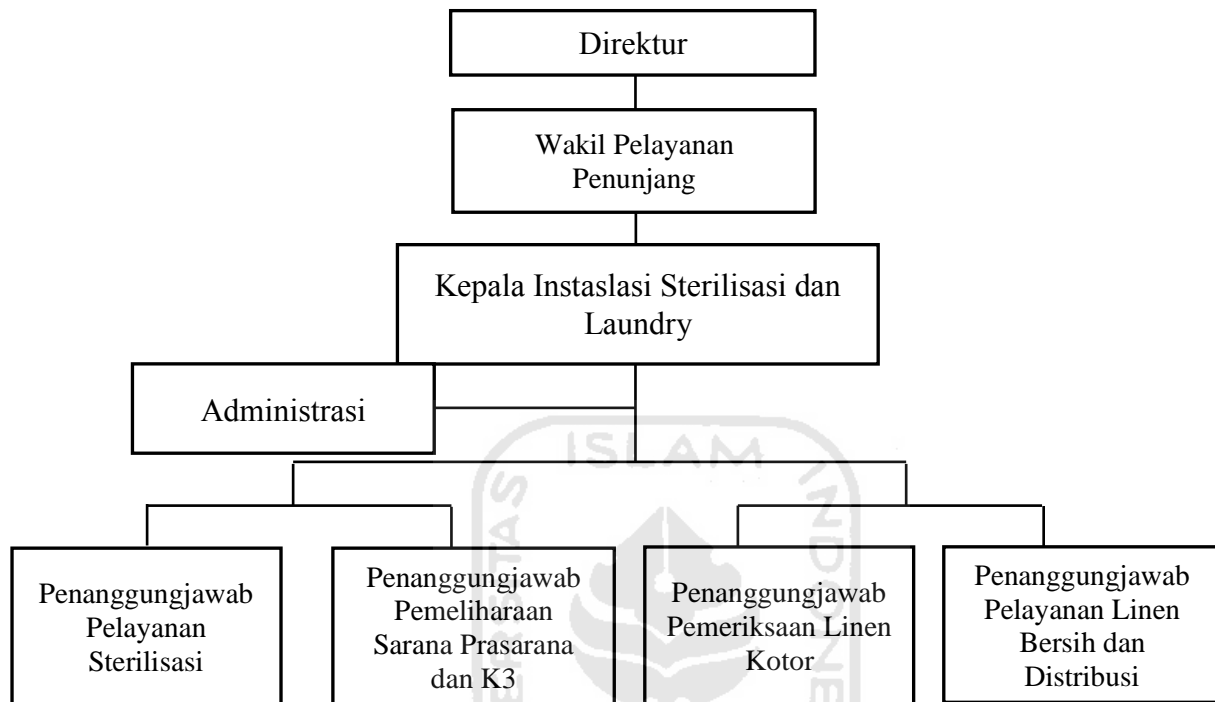 Direktur
Wakil Pelayanan
Penunjang
Kepala Instaslasi Sterilisasi dan
Laundry
Administrasi
ISLAM
Penanggungjawab
Pelayanan
Sterilisasi
Penanggungjawab
Pemeliharaan
Sarana Prasarana
dan K3
Penanggungjawab
Pemeriksaan Linen
Kotor
Penanggungjawab
Pelayanan Linen
Bersih dan
Distribusi